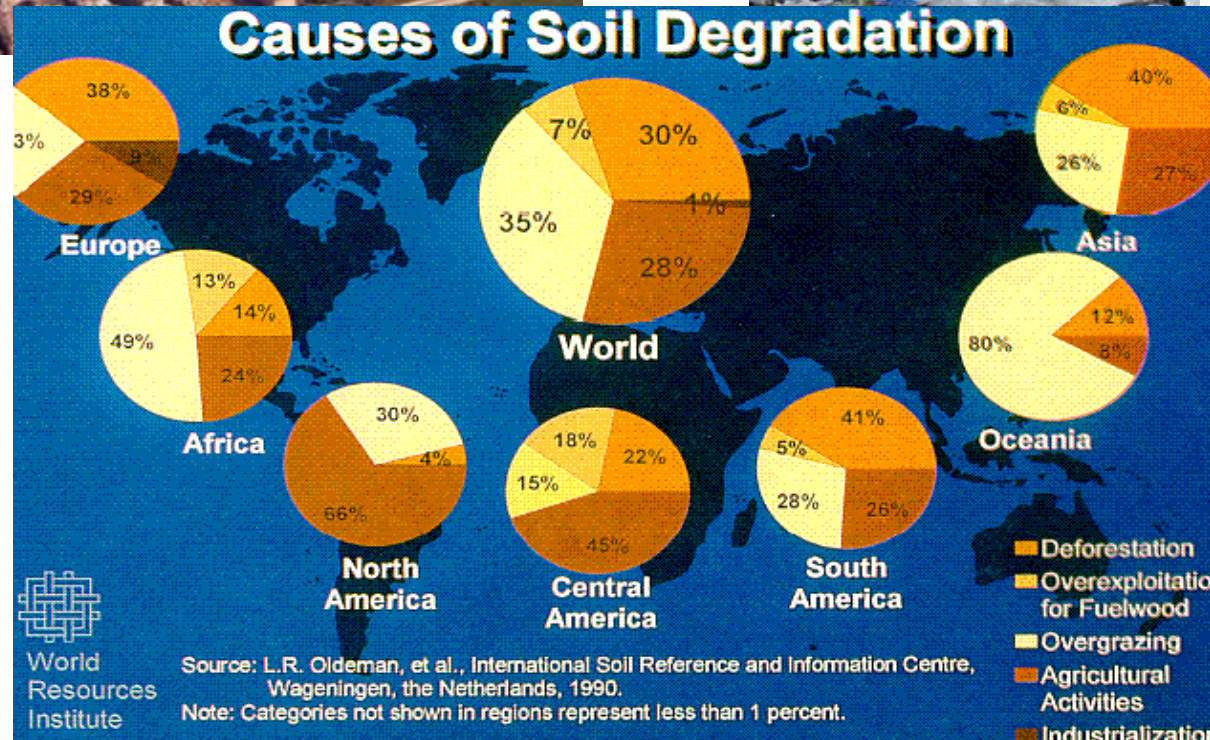 Causes of Soil Degradation
38%
3%
9%
29%
Europe
7%
30%
1%
35%
28%
World
40%
6%
26%
27%
Asia
13%
14%
49%
24%
Africa
12%
80%
8%
Oceania
30%
4%
66%
North
America
18%
22%
15%
45%
Central
America
41%
5%
28%
26%
South
America
Deforestation
Overexploitatio
for Fuelwood
Overgrazing
Agricultural
Activities
Industrialization
World
Resources
Institute
Source: L.R. Oldeman, et al., International Soil Reference and Information Centre,
Wageningen, the Netherlands, 1990.
Note: Categories not shown in regions represent less than 1 percent.